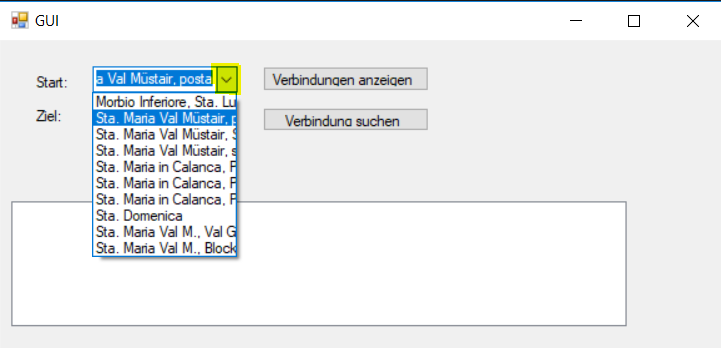 GUI
Start:
a Val Müstair, posta
Verbindungen anzeigen
Ziel:
Verbindung suchen
Morbio Inferiore, Sta. Lu
Sta. Maria Val Müstair, p
Sta. Maria Val Müstair, S
Sta. Maria Val Müstair, s
Sta. Maria in Calanca, F
Sta. Maria in Calanca, F
Sta. Maria in Calanca, F
Sta. Domenica
Sta. Maria Val M., Val G
Sta. Maria Val M., Block